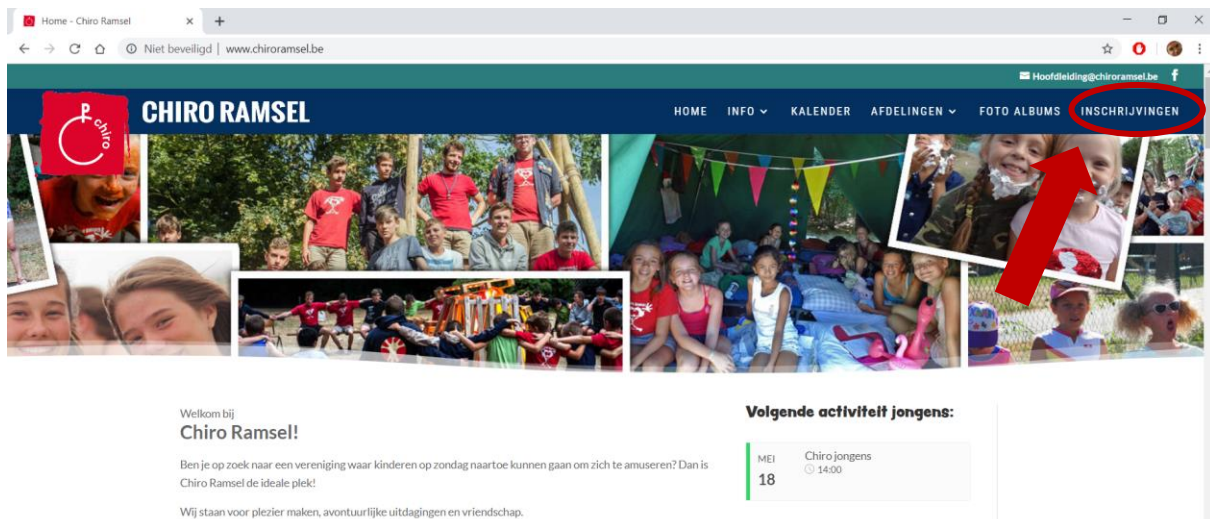 Home - Chiro Ramsel
Niet beveiligd | www.chiroramsel.be
Hoofdleiding@chiroramsel.be
chiro
CHIRO RAMSEL
HOME INFO KALENDER AFDELINGEN FOTO ALBUMS INSCHRIJVINGEN
Welkom bij
Chiro Ramsel!
Ben je op zoek naar een vereniging waar kinderen op zondag naartoe kunnen gaan om zich te amuseren? Dan is
Chiro Ramsel de ideale plek!
Wij staan voor plezier maken, avontuurlijke uitdagingen en vriendschap.
Volgende activiteit jongens:
MEI
18
Chiro jongens
14:00